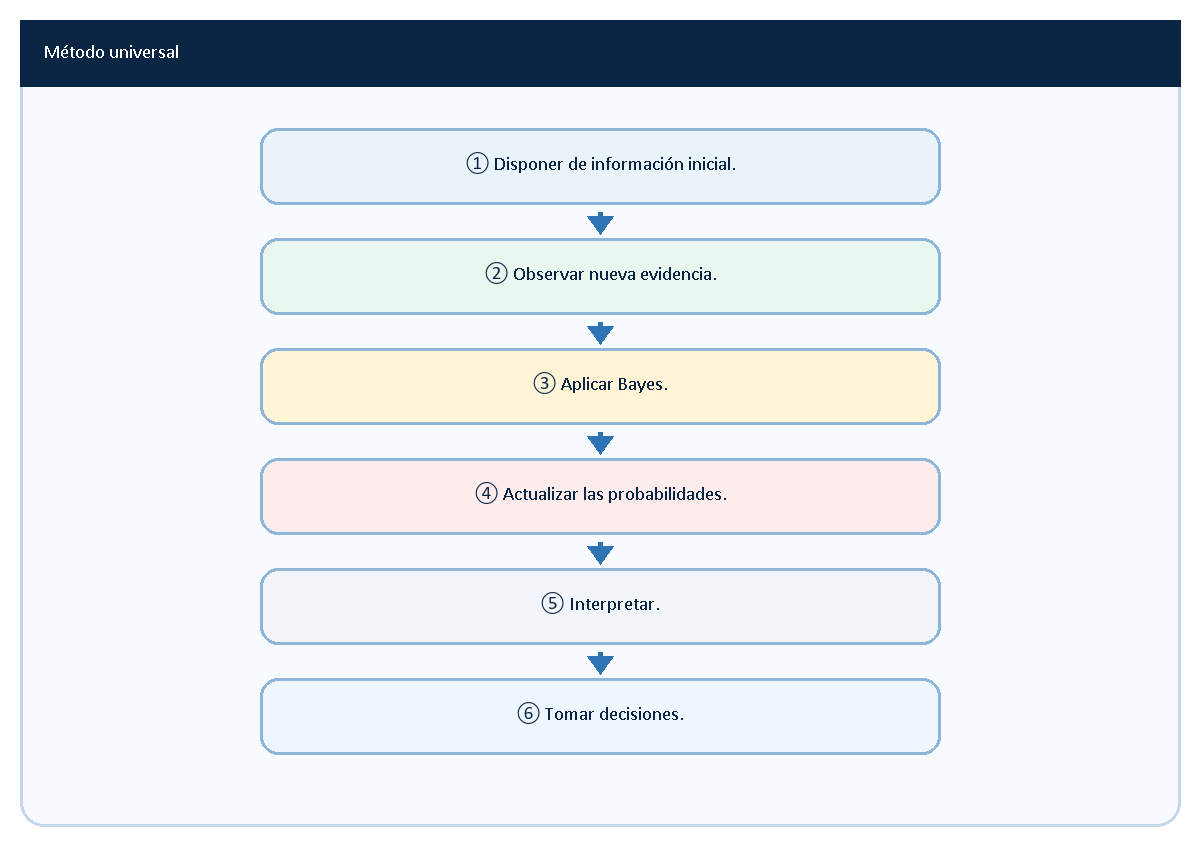 Método universal
① Disponer de información inicial.
② Observar nueva evidencia.
③ Aplicar Bayes.
④ Actualizar las probabilidades.
⑤ Interpretar.
⑥ Tomar decisiones.